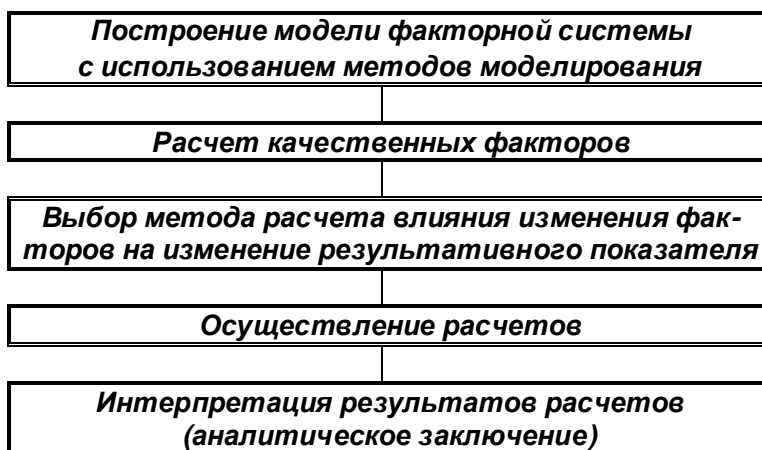 Построение модели факторной системы
с использованием методов моделирования
Расчет качественных факторов
Выбор метода расчета влияния изменения фак-
торов на изменение результативного показателя
Осуществление расчетов
Интерпретация результатов расчетов
(аналитическое заключение)